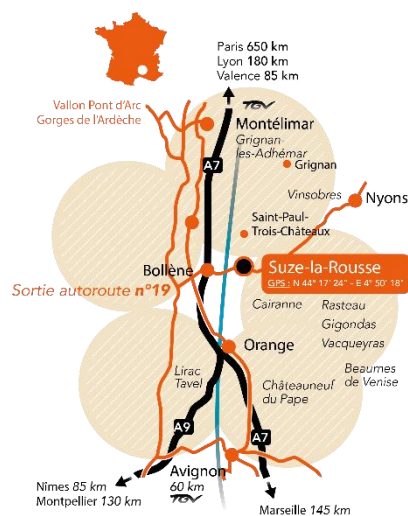 Paris 650 km
Lyon 180 km
Valence 85 km
TGV
Vallon Pont d'Arc
Gorges de l'Ardèche
Montélimar
Grignan
les-Adhémar
Grignan
A7
Vinsobres
Nyons
Saint-Paul-
Trois-Châteaux
Bollène
Suze-la-Rousse
GPS : N 44° 17' 24" - E 4° 50' 18"
Sortie autoroute n°19
Cairanne
Rasteau
Gigondas
Vacqueyras
Orange
Beaumes
de Venise
Lirac
Tavel
Châteauneuf
du Pape
A9
A7
Avignon
60 km
TGV
Nîmes 85 km
Montpellier 130 km
Marseille 145 km